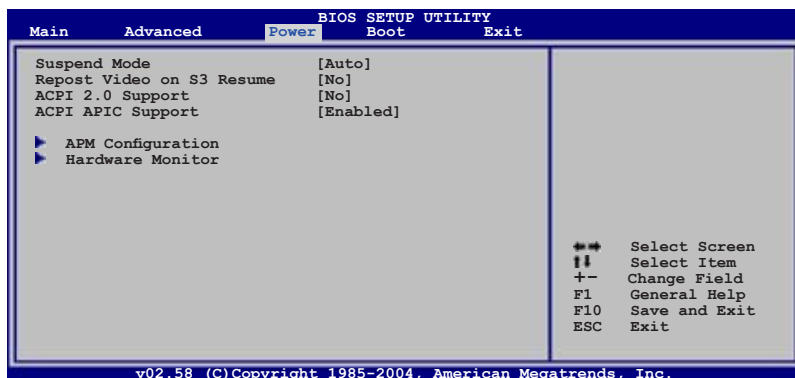 BIOS SETUP UTILITY
Main Advanced Power Boot Exit
Suspend Mode [Auto]
Repost Video on S3 Resume [No]
ACPI 2.0 Support [No]
ACPI APIC Support [Enabled]
APM Configuration
Hardware Monitor
Select Screen
Select Item
+- Change Field
F1 General Help
F10 Save and Exit
ESC Exit
v02.58 (C)Copyright 1985-2004, American Megatrends, Inc.